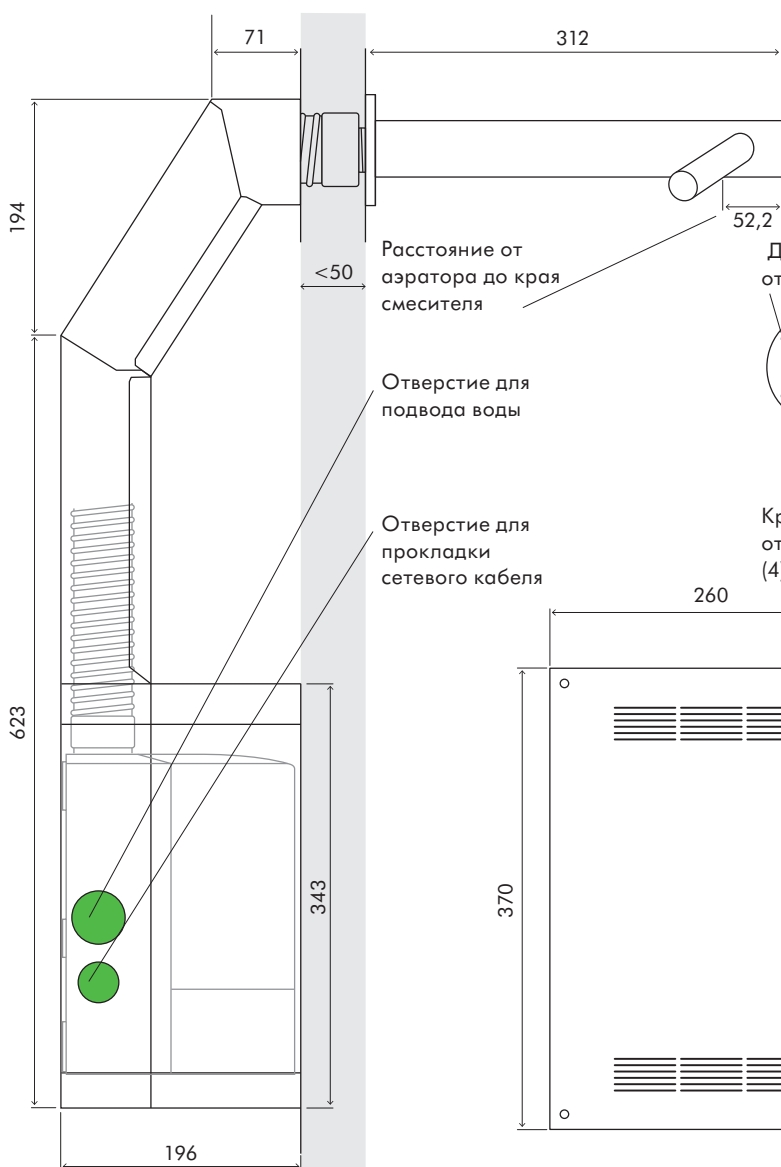 71
312
194
52,2
Расстояние от
аэратора до края
смесителя
<50
Отверстие для
подвода воды
Отверстие для
прокладки
сетевого кабеля
(4)
260
623
343
370
196